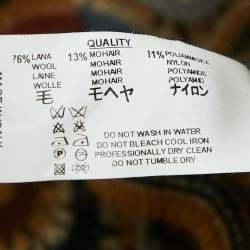 QUALITY
76% LANA 13% MOHAIR 11% POLIAMMIDICA
WOOL MOHAIR NYLON
LAINE MOHAIR POLYAMIDE
WOLLE MOHAIR POLYAMIDE
毛 モヘヤ ナイロン
DO NOT WASH IN WATER
DO NOT BLEACH COOL IRON
PROFESSIONALLY DRY CLEAN
DO NOT TUMBLE DRY